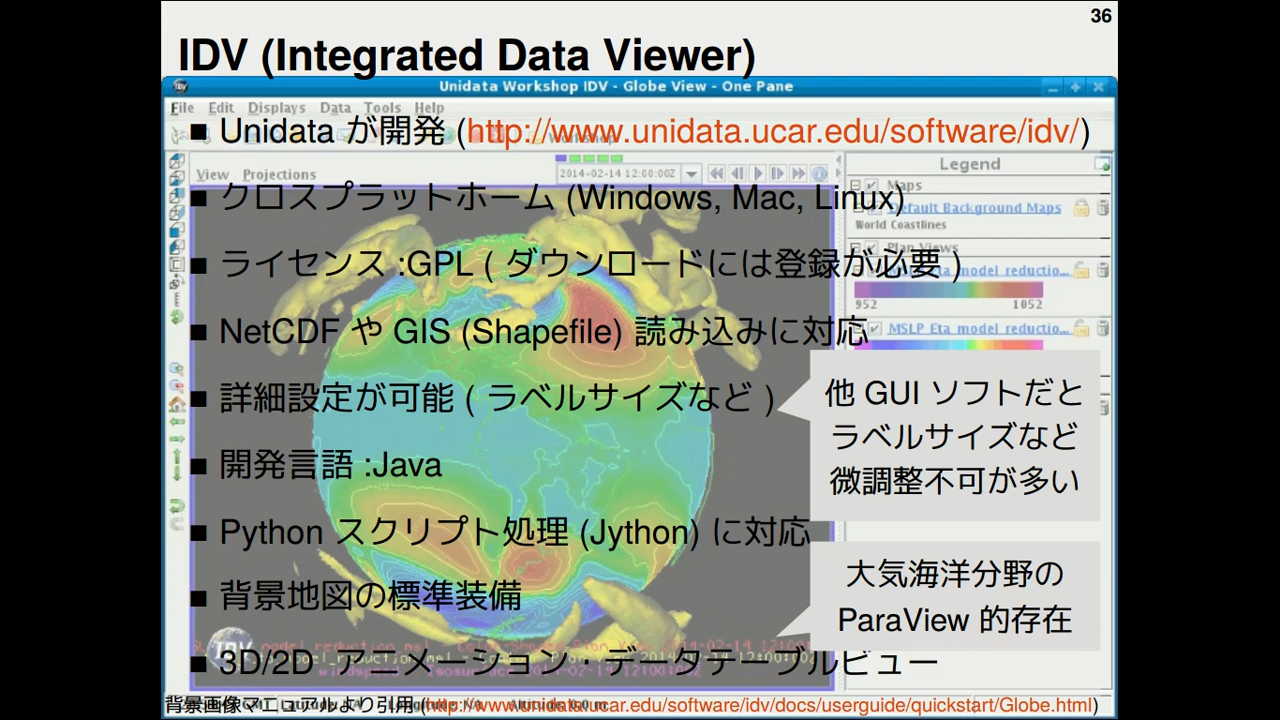 36
IDV (Integrated Data Viewer)
Unidata Workshop IDV - Globe View - One Pane
File Edit Displays Data Tools Help
■ Unidata が開発 (http://www.unidata.ucar.edu/software/idv/)
View Projections
2014-02-14 12:00:00Z
Legend
Maps
■ クロスプラットホーム (Windows, Mac, Linux)
Default Background Maps
World Coastlines
Plan Views
■ ライセンス :GPL ( ダウンロードには登録が必要 )
model_reductio...
952 1052
■ NetCDF や GIS (Shapefile) 読み込みに対応
MSLP Eta_model_reductio...
■ 詳細設定が可能 ( ラベルサイズなど )
他 GUI ソフトだと
ラベルサイズなど
微調整不可が多い
■ 開発言語 :Java
■ Python スクリプト処理 (Jython) に対応
■ 背景地図の標準装備
大気海洋分野の
ParaView 的存在
■ 3D/2D ・アニメーション・データテーブルビュー
背景画像マニュアルより引用 (http://www.unidata.ucar.edu/software/idv/docs/userguide/quickstart/Globe.html)